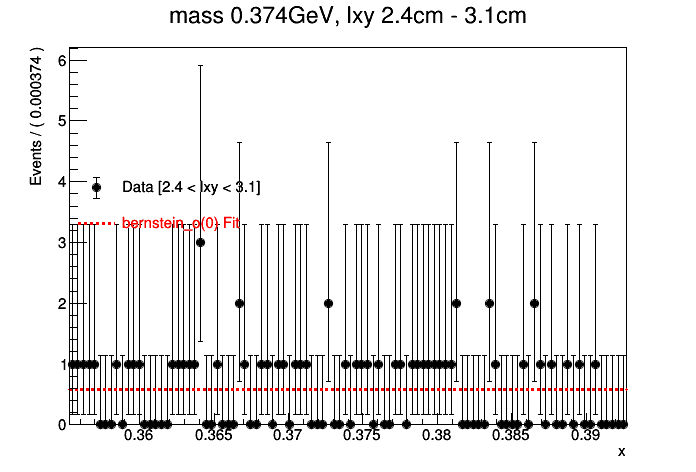 mass 0.374GeV, lxy 2.4cm - 3.1cm
Events / ( 0.000374 )
6
5
4
3
2
1
0
Data [2.4 < lxy < 3.1]
bernstein_o(0) Fit
0.36 0.365 0.37 0.375 0.38 0.385 0.39
x